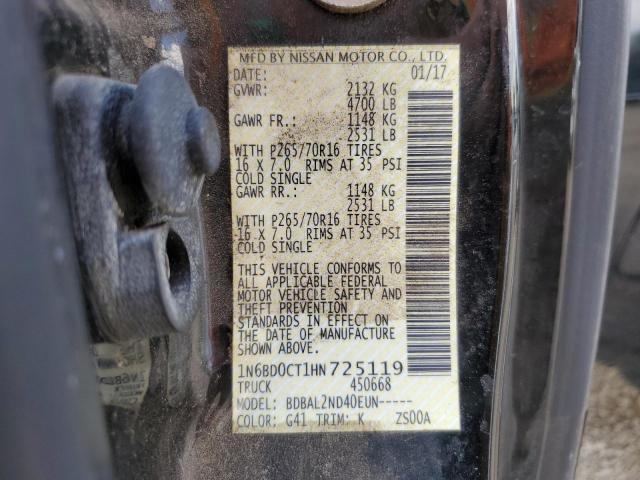 MFD BY NISSAN MOTOR CO., LTD.
DATE: 01/17
GVWR: 2132 KG
4700 LB
GAWR FR.: 1148 KG
2531 LB
WITH P265/70R16 TIRES
16 X 7.0 RIMS AT 35 PSI
COLD SINGLE
GAWR RR.: 1148 KG
2531 LB
WITH P265/70R16 TIRES
16 X 7.0 RIMS AT 35 PSI
COLD SINGLE
THIS VEHICLE CONFORMS TO
ALL APPLICABLE FEDERAL
MOTOR VEHICLE SAFETY AND
THEFT PREVENTION
STANDARDS IN EFFECT ON
THE DATE OF MANUFACTURE
SHOWN ABOVE.
1N6BD0CT1HN725119
TRUCK 450668
MODEL: BDBAL2ND40EUN-----
COLOR: G41 TRIM: K ZS00A